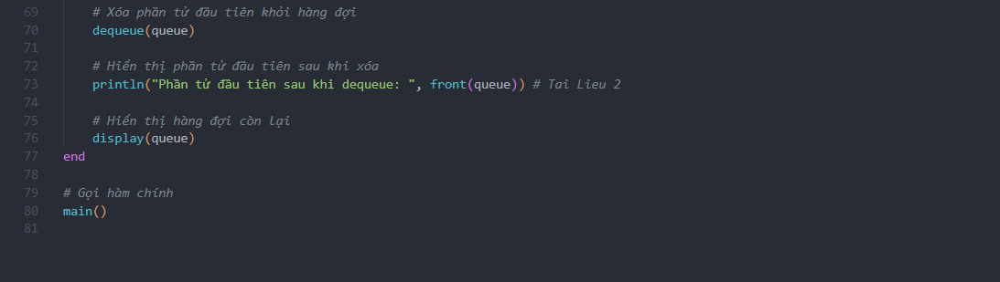 69 # Xóa phần tử đầu tiên khỏi hàng đợi
70 dequeue(queue)
71
72 # Hiển thị phần tử đầu tiên sau khi xóa
73 println("Phần tử đầu tiên sau khi dequeue: ", front(queue)) # Tai Lieu 2
74
75 # Hiển thị hàng đợi còn lại
76 display(queue)
77 end
78
79 # Gọi hàm chính
80 main()
81